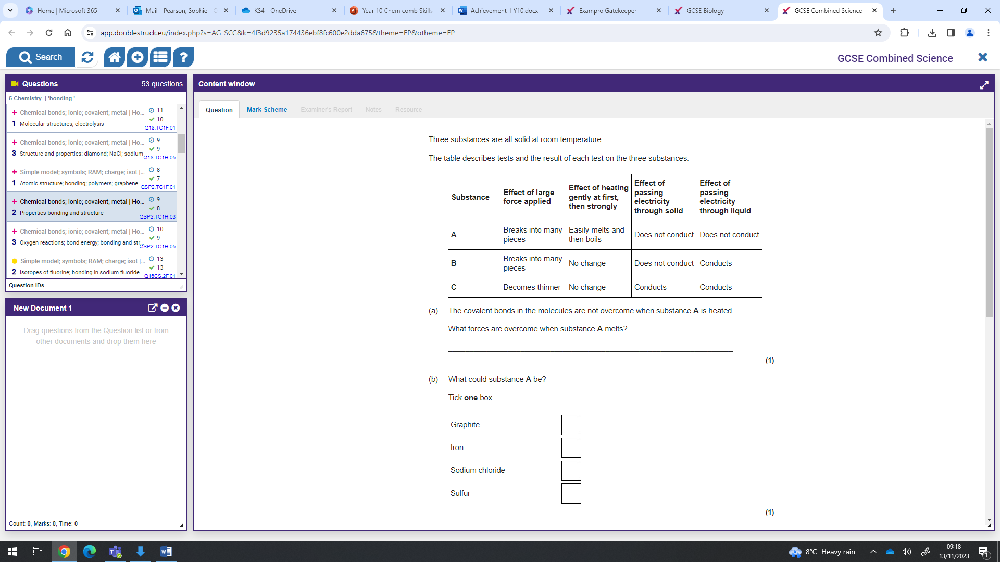 Home | Microsoft 365
Mail - Pearson, Sophie - C
KS4 - OneDrive
Year 10 Chem comb Skills
Achievement 1 Y10.docx
Exampro Gatekeeper
GCSE Biology
GCSE Combined Science
app.doublestruck.eu/index.php?s=AG_SCC&k=4f3d9235a174436ebf8fc600e2dda675&theme=EP&otheme=EP
Search
GCSE Combined Science
Questions 53 questions
5 Chemistry | 'bonding '
Chemical bonds; ionic; covalent; metal | Ho... 11
10
1 Molecular structures; electrolysis
Q18.TC1F.01
Chemical bonds; ionic; covalent; metal | Ho... 9
9
3 Structure and properties: diamond; NaCl; sodium
Q18.TC1H.05
Simple model; symbols; RAM; charge; isot |... 8
7
1 Atomic structure; bonding; polymers; graphene
QSP2.TC1F.01
Chemical bonds; ionic; covalent; metal | Ho... 9
8
2 Properties bonding and structure
QSP2.TC1H.03
Chemical bonds; ionic; covalent; metal | Ho... 10
9
3 Oxygen reactions; bond energy; bonding and str...
QSP2.TC1H.05
Simple model; symbols; RAM; charge; isot |... 13
13
2 Isotopes of fluorine; bonding in sodium fluoride
Q16CS.2F.01
Question IDs
New Document 1
Drag questions from the Question list or from
other documents and drop them here
Count: 0, Marks: 0, Time: 0
Content window
Question Mark Scheme Examiner's Report Notes Resource
Three substances are all solid at room temperature.
The table describes tests and the result of each test on the three substances.
Substance
Effect of large
force applied
Effect of heating
gently at first,
then strongly
Effect of
passing
electricity
through solid
Effect of
passing
electricity
through liquid
A
Breaks into many
pieces
Easily melts and
then boils
Does not conduct
Does not conduct
B
Breaks into many
pieces
No change
Does not conduct
Conducts
C
Becomes thinner
No change
Conducts
Conducts
(a) The covalent bonds in the molecules are not overcome when substance A is heated.
What forces are overcome when substance A melts?
(1)
(b) What could substance A be?
Tick one box.
Graphite
Iron
Sodium chloride
Sulfur
(1)
8°C Heavy rain
09:18
13/11/2023
1